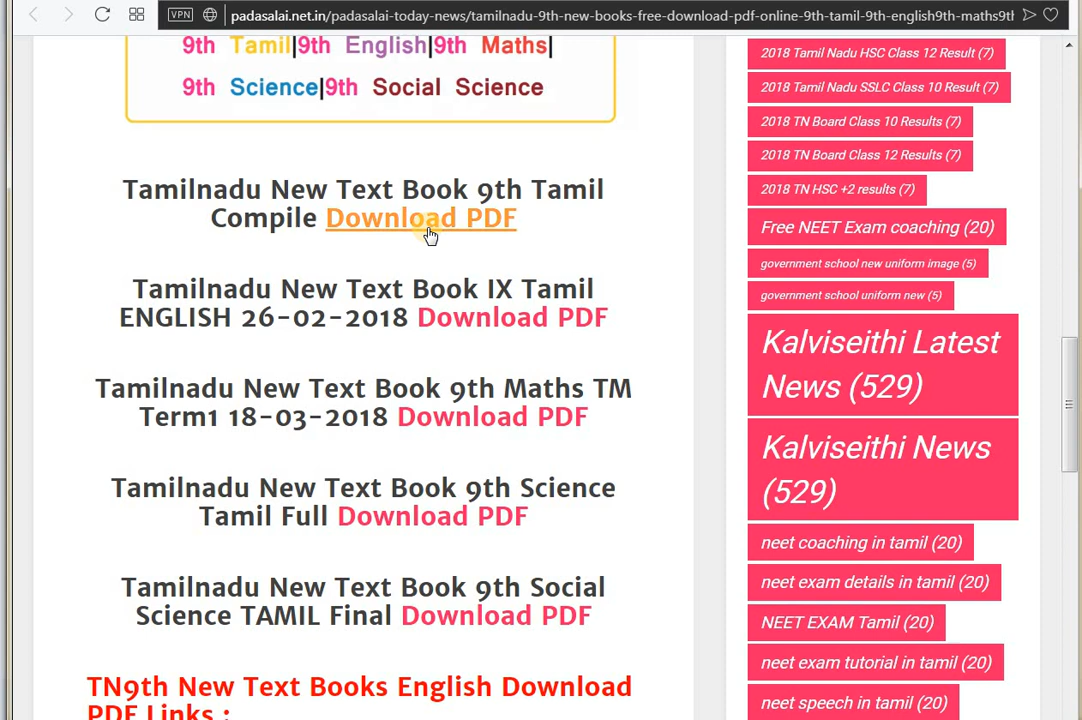 VPN padasalai.net.in/padasalai-today-news/tamilnadu-9th-new-books-free-download-pdf-online-9th-tamil-9th-english9th-maths9th
9th Tamil|9th English|9th Maths|
9th Science|9th Social Science
Tamilnadu New Text Book 9th Tamil
Compile Download PDF
Tamilnadu New Text Book IX Tamil
ENGLISH 26-02-2018 Download PDF
Tamilnadu New Text Book 9th Maths TM
Term1 18-03-2018 Download PDF
Tamilnadu New Text Book 9th Science
Tamil Full Download PDF
Tamilnadu New Text Book 9th Social
Science TAMIL Final Download PDF
TN9th New Text Books English Download
PDF Links :
2018 Tamil Nadu HSC Class 12 Result (7)
2018 Tamil Nadu SSLC Class 10 Result (7)
2018 TN Board Class 10 Results (7)
2018 TN Board Class 12 Results (7)
2018 TN HSC +2 results (7)
Free NEET Exam coaching (20)
government school new uniform image (5)
government school uniform new (5)
Kalviseithi Latest
News (529)
Kalviseithi News
(529)
neet coaching in tamil (20)
neet exam details in tamil (20)
NEET EXAM Tamil (20)
neet exam tutorial in tamil (20)
neet speech in tamil (20)